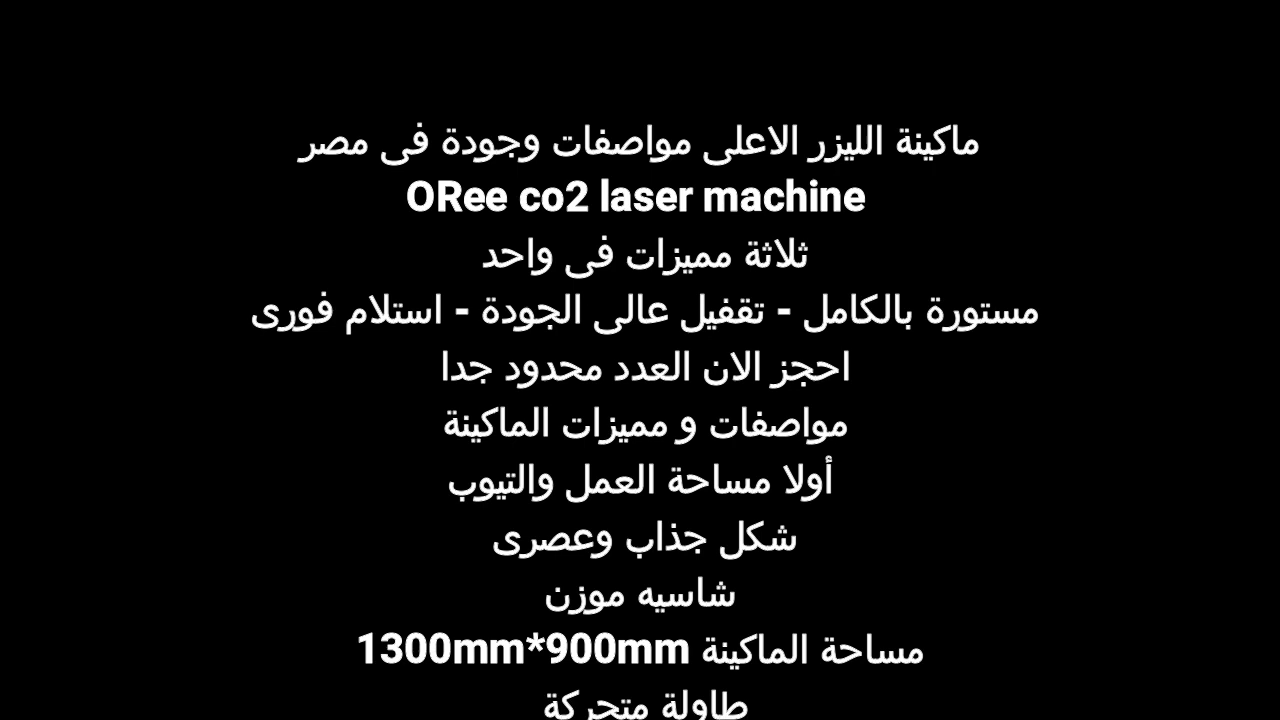 ماكينة الليزر الاعلى مواصفات وجودة فى مصر
ORee co2 laser machine
ثلاثة مميزات فى واحد
مستورة بالكامل - تقفيل عالى الجودة - استلام فورى
احجز الان العدد محدود جدا
مواصفات و مميزات الماكينة
أولا مساحة العمل والتيوب
شكل جذاب وعصرى
شاسيه موزن
مساحة الماكينة 1300mm*900mm
طاولة متحركة